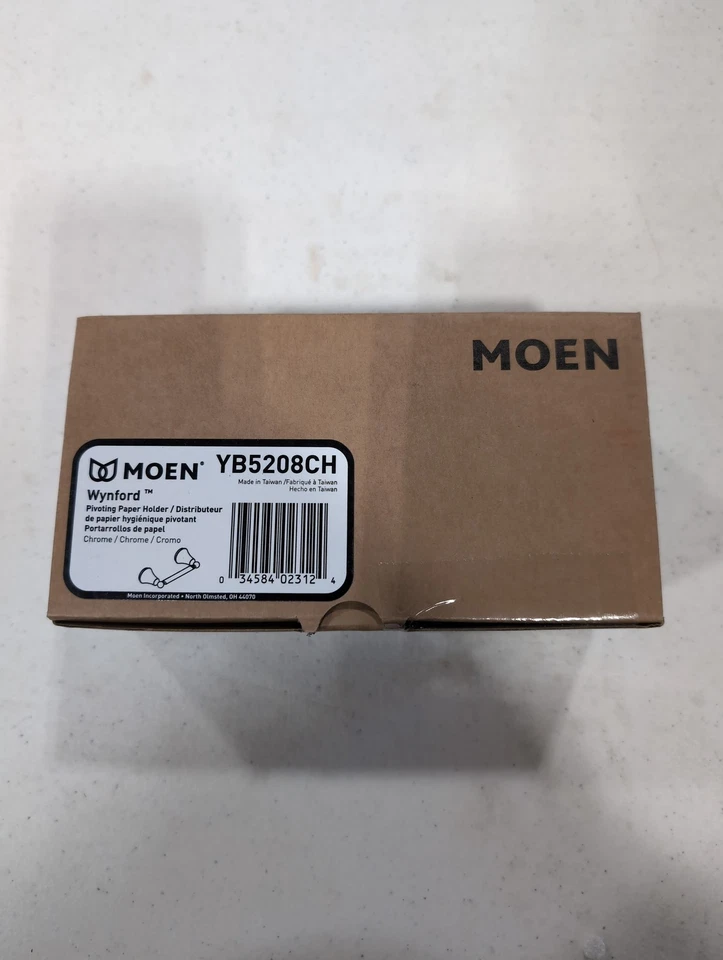 MOEN
MOEN®
YB5208CH
Made in Taiwan /Fabriqué à Taiwan
Hecho en Taiwan
Wynford ™
Pivoting Paper Holder / Distributeur
de papier hygiénique pivotant
Portarrollos de papel
Chrome / Chrome / Cromo
0 34584 02312 4
Moen Incorporated • North Olmsted, OH 44070